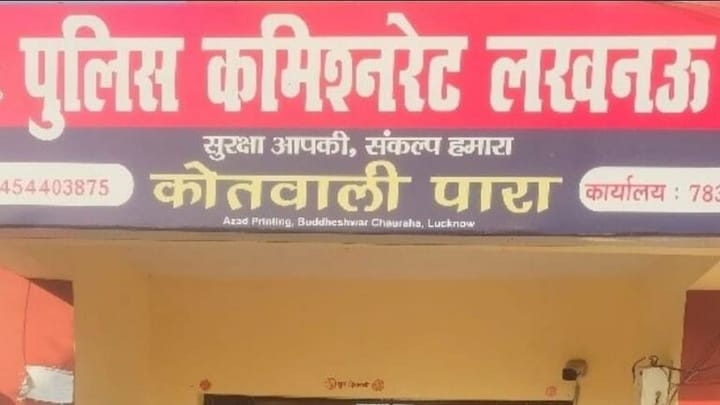 पुलिस कमिश्नरेट लखनऊ
सुरक्षा आपकी, संकल्प हमारा
454403875 कोतवाली पारा कार्यालय : 783
Azad Printing, Buddheshwar Chauraha, Lucknow